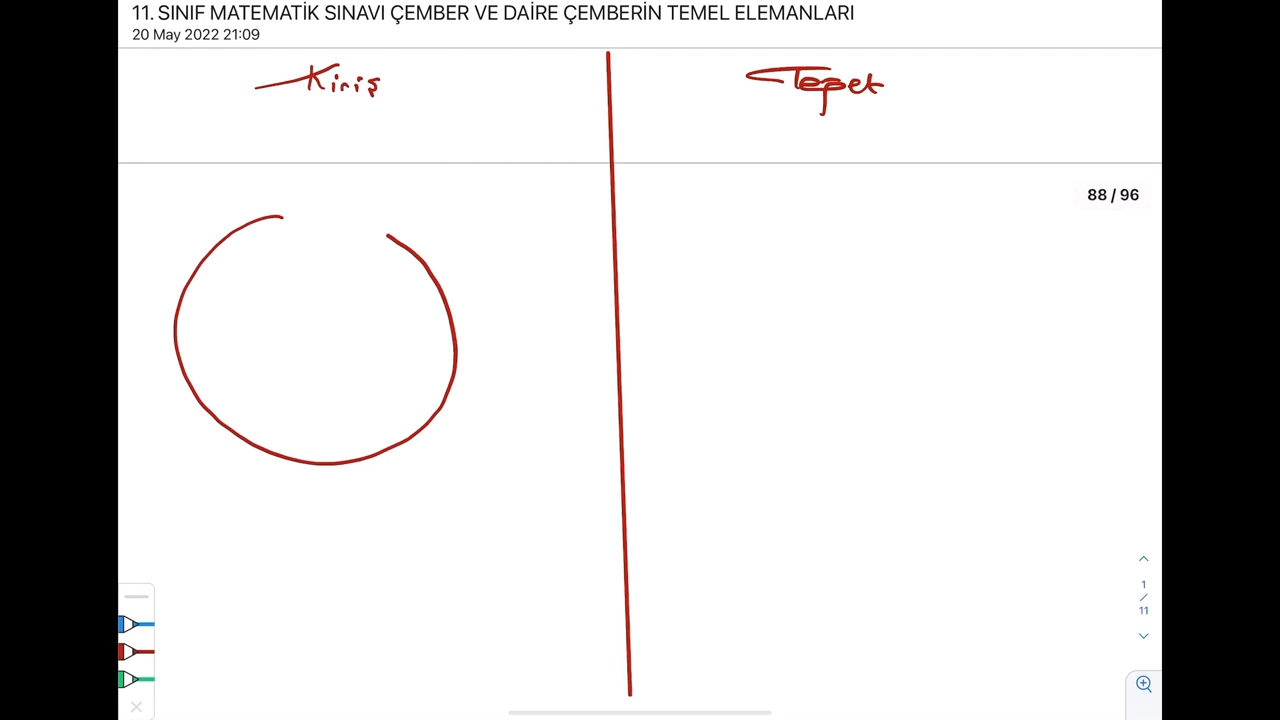 11. SINIF MATEMATİK SINAVI ÇEMBER VE DAİRE ÇEMBERİN TEMEL ELEMANLARI
20 May 2022 21:09
Kiriş
Tepet
88 / 96
1
/
11